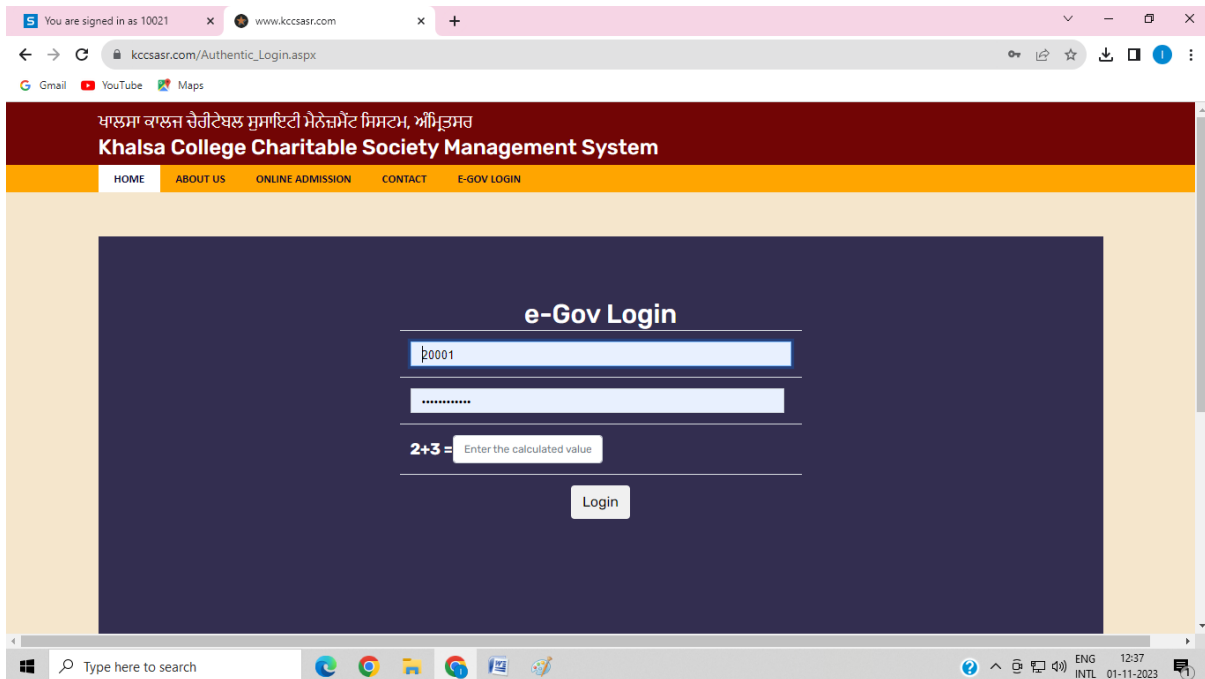 You are signed in as 10021
www.kccsasr.com
kccsasr.com/Authentic_Login.aspx
Gmail YouTube Maps
ਖਾਲਸਾ ਕਾਲਜ ਚੈਰੀਟੇਬਲ ਸੁਸਾਇਟੀ ਮੈਨੇਜ਼ਮੈਂਟ ਸਿਸਟਮ, ਅੰਮ੍ਰਿਤਸਰ
Khalsa College Charitable Society Management System
HOME ABOUT US ONLINE ADMISSION CONTACT E-GOV LOGIN
e-Gov Login
20001
2+3 = Enter the calculated value
Login
Type here to search
ENG 12:37
INTL 01-11-2023